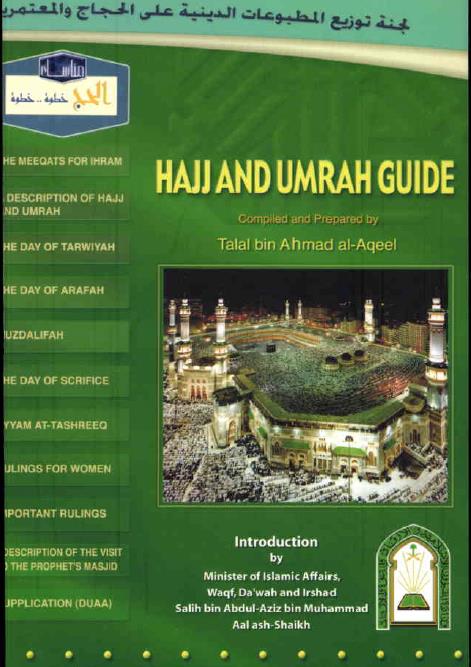 لجنة توزيع المطبوعات الدينية على الحجاج والمعتمري
مناسك
الحج خطوة .. خطوة
HE MEEQATS FOR IHRAM
DESCRIPTION OF HAJJ
ND UMRAH
HE DAY OF TARWIYAH
HE DAY OF ARAFAH
UZDALIFAH
HE DAY OF SCRIFICE
YYAM AT-TASHREEQ
ULINGS FOR WOMEN
MPORTANT RULINGS
DESCRIPTION OF THE VISIT
O THE PROPHET'S MASJID
UPPLICATION (DUAA)
HAJJ AND UMRAH GUIDE
Compiled and Prepared by
Talal bin Ahmad al-Aqeel
Introduction
by
Minister of Islamic Affairs,
Waqf, Da'wah and Irshad
Salih bin Abdul-Aziz bin Muhammad
Aal ash-Shaikh